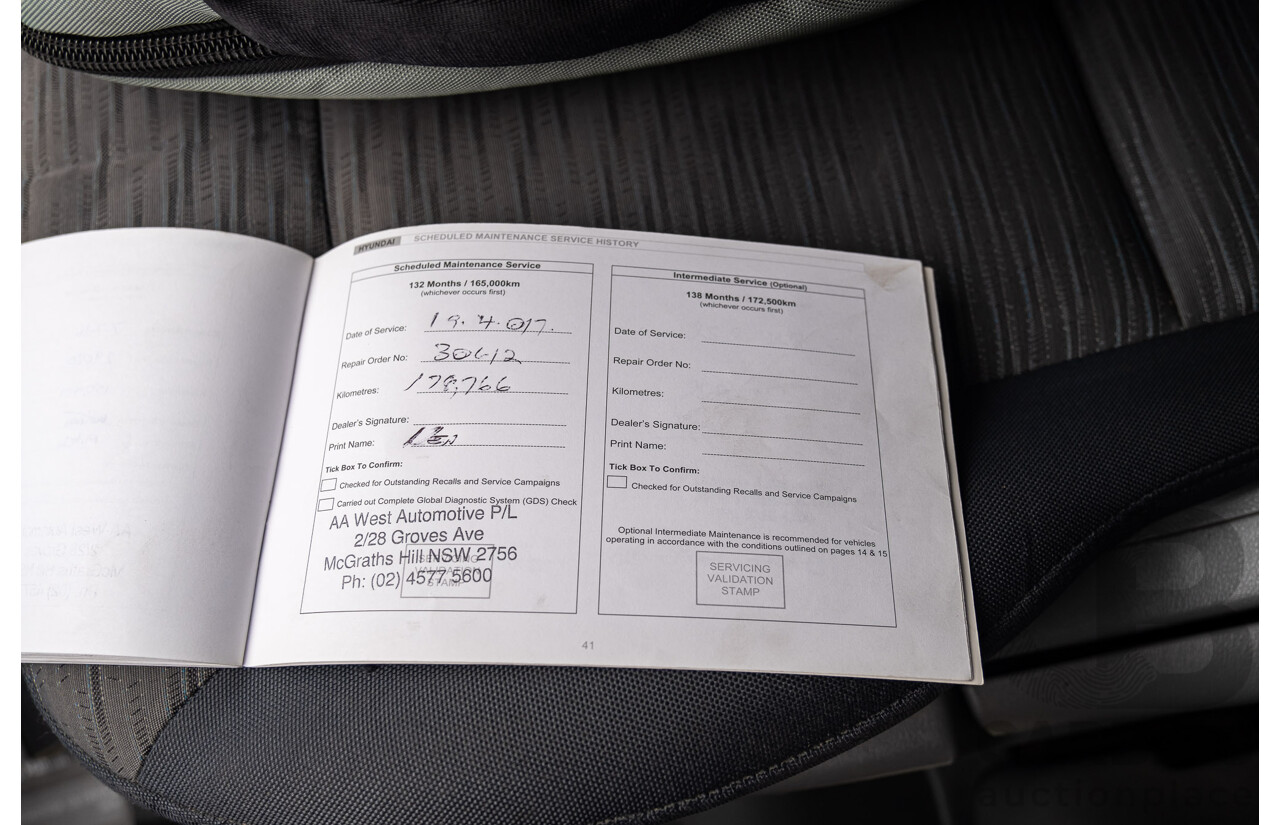 HYUNDAI SCHEDULED MAINTENANCE SERVICE HISTORY
Scheduled Maintenance Service
132 Months / 165,000km
(whichever occurs first)
Date of Service: 19.4.017.
Repair Order No:
Kilometres: 178,766
Dealer's Signature:
Print Name:
Tick Box To Confirm:
Checked for Outstanding Recalls and Service Campaigns
Carried out Complete Global Diagnostic System (GDS) Check
AA West Automotive P/L
2/28 Groves Ave
McGraths Hill NSW 2756
Ph: (02) 4577 5600
SERVICING
VALIDATION
STAMP
Intermediate Service (Optional)
138 Months / 172,500km
(whichever occurs first)
Date of Service:
Repair Order No:
Kilometres:
Dealer's Signature:
Print Name:
Tick Box To Confirm:
Checked for Outstanding Recalls and Service Campaigns
Optional Intermediate Maintenance is recommended for vehicles
operating in accordance with the conditions outlined on pages 14 & 15
SERVICING
VALIDATION
STAMP
41
auctionplace